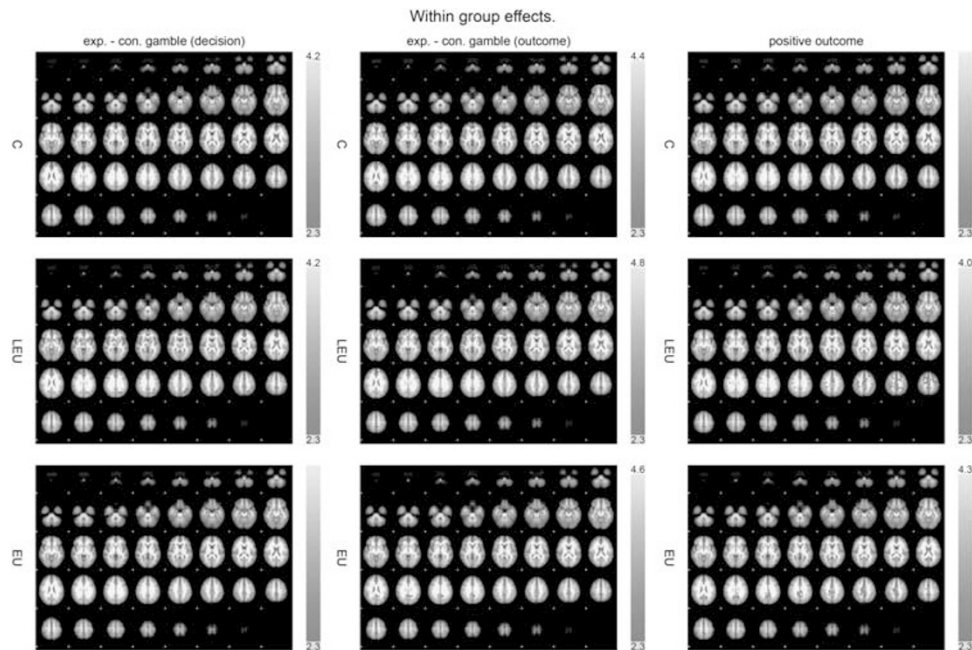 Within group effects.
exp. - con. gamble (decision)
exp. - con. gamble (outcome)
positive outcome
C
4.2
2.3
C
4.4
2.3
C
2.3
LEU
4.2
2.3
LEU
4.8
2.3
LEU
4.0
2.3
EU
2.3
EU
4.6
2.3
EU
4.3
2.3